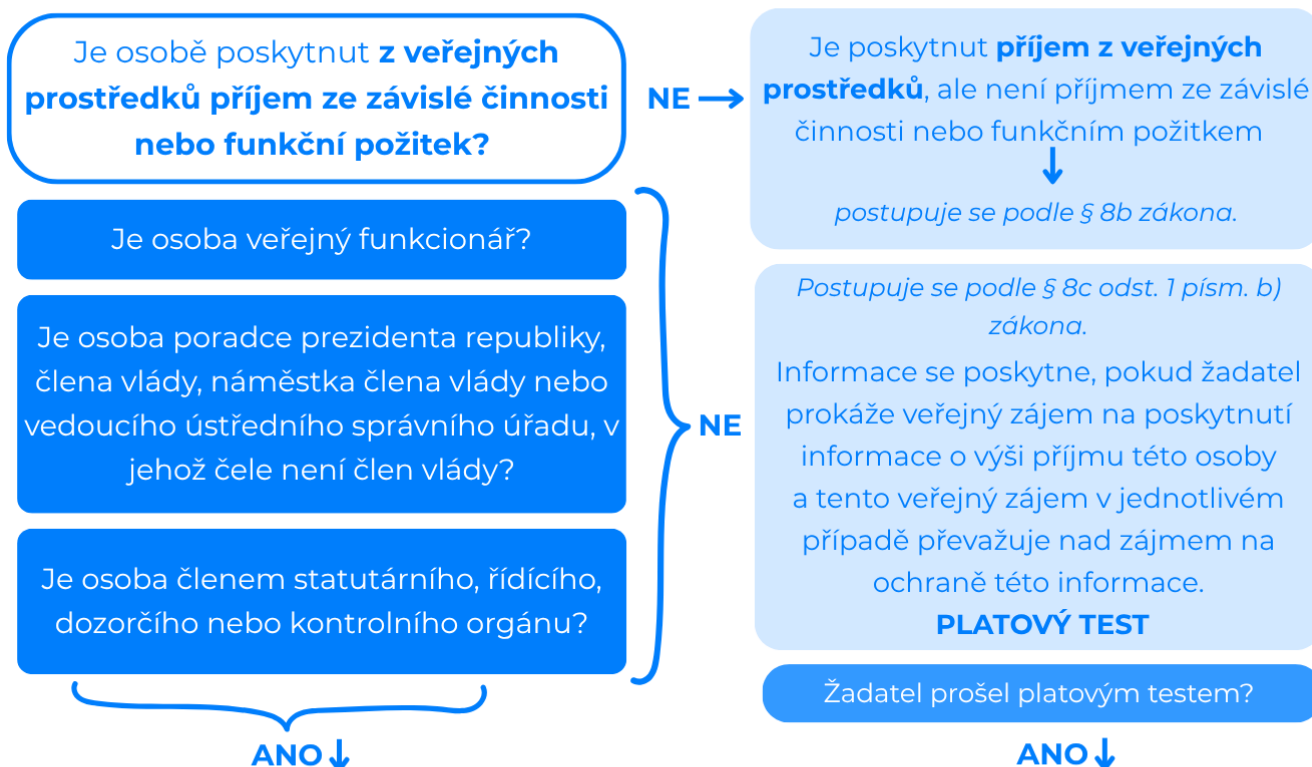 Je osobě poskytnut z veřejných
prostředků příjem ze závislé činnosti
nebo funkční požitek?
NE
Je poskytnut příjem z veřejných
prostředků, ale není příjmem ze závislé
činnosti nebo funkčním požitkem
postupuje se podle § 8b zákona.
Je osoba veřejný funkcionář?
Je osoba poradce prezidenta republiky,
člena vlády, náměstka člena vlády nebo
vedoucího ústředního správního úřadu, v
jehož čele není člen vlády?
Je osoba členem statutárního, řídícího,
dozorčího nebo kontrolního orgánu?
NE
Postupuje se podle § 8c odst. 1 písm. b)
zákona.
Informace se poskytne, pokud žadatel
prokáže veřejný zájem na poskytnutí
informace o výši příjmu této osoby
a tento veřejný zájem v jednotlivém
případě převažuje nad zájmem na
ochraně této informace.
PLATOVÝ TEST
Žadatel prošel platovým testem?
ANO
ANO